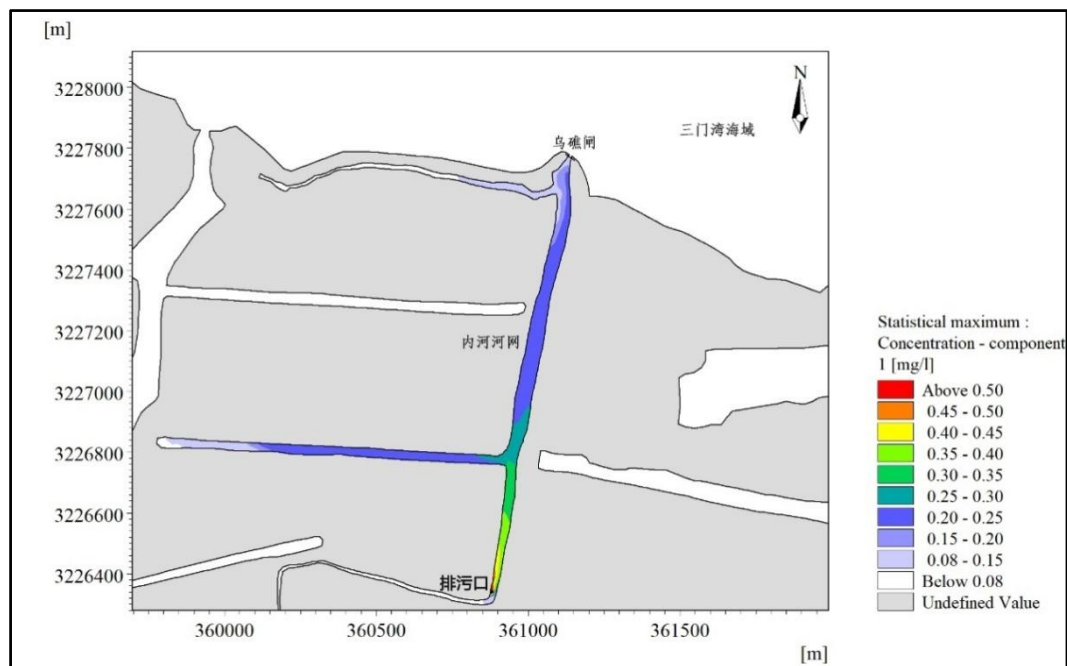 [m]
N
三门湾海域
乌礁闸
3228000
3227800
3227600
3227400
3227200
内河河网
3227000
3226800
3226600
3226400
排污口
360000
360500
361000
361500
[m]
Statistical maximum :
Concentration - component
1 [mg/l]
Above 0.50
0.45 - 0.50
0.40 - 0.45
0.35 - 0.40
0.30 - 0.35
0.25 - 0.30
0.20 - 0.25
0.15 - 0.20
0.08 - 0.15
Below 0.08
Undefined Value